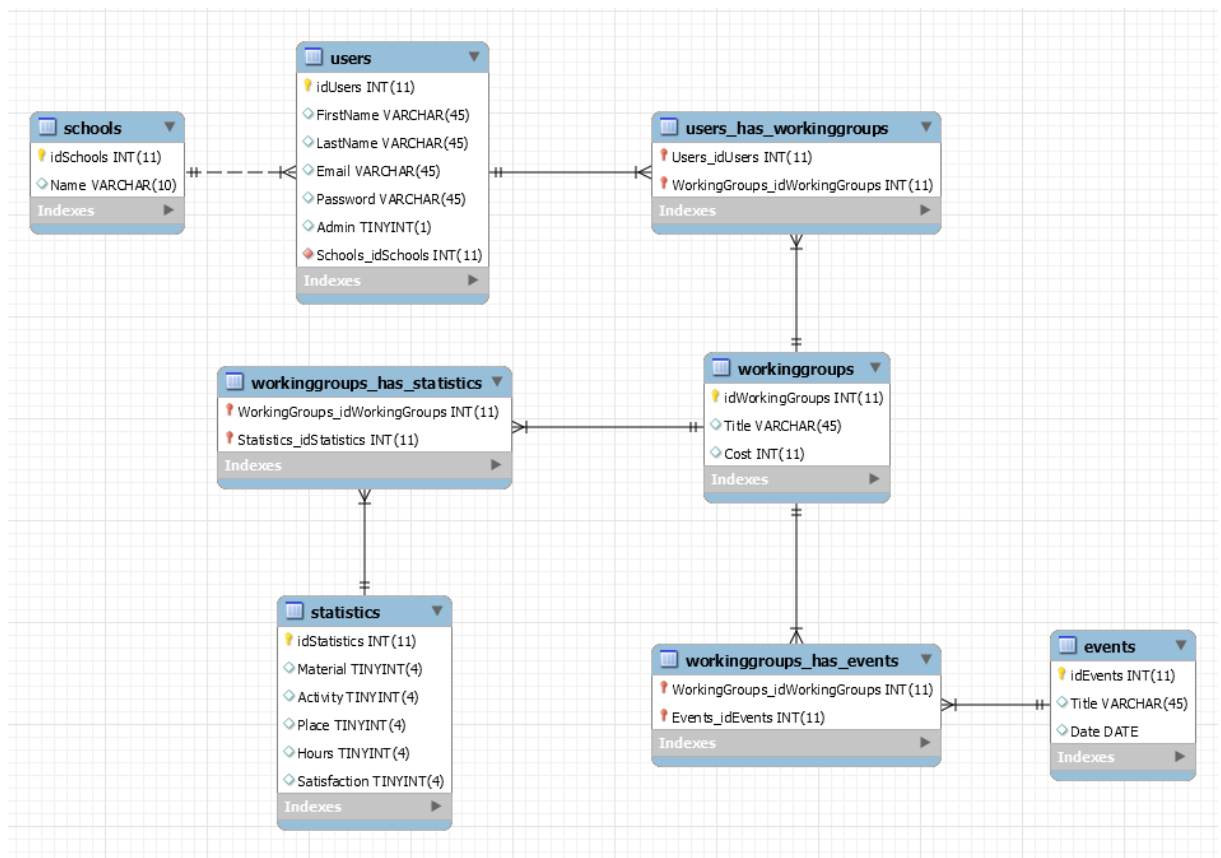 schools
idSchools INT(11)
Name VARCHAR(10)
Indexes
users
idUsers INT(11)
FirstName VARCHAR(45)
LastName VARCHAR(45)
Email VARCHAR(45)
Password VARCHAR(45)
Admin TINYINT(1)
Schools_idSchools INT(11)
Indexes
users_has_workinggroups
Users_idUsers INT(11)
WorkingGroups_idWorkingGroups INT(11)
Indexes
workinggroups_has_statistics
WorkingGroups_idWorkingGroups INT(11)
Statistics_idStatistics INT(11)
Indexes
workinggroups
idWorkingGroups INT(11)
Title VARCHAR(45)
Cost INT(11)
Indexes
statistics
idStatistics INT(11)
Material TINYINT(4)
Activity TINYINT(4)
Place TINYINT(4)
Hours TINYINT(4)
Satisfaction TINYINT(4)
Indexes
workinggroups_has_events
WorkingGroups_idWorkingGroups INT(11)
Events_idEvents INT(11)
Indexes
events
idEvents INT(11)
Title VARCHAR(45)
Date DATE
Indexes